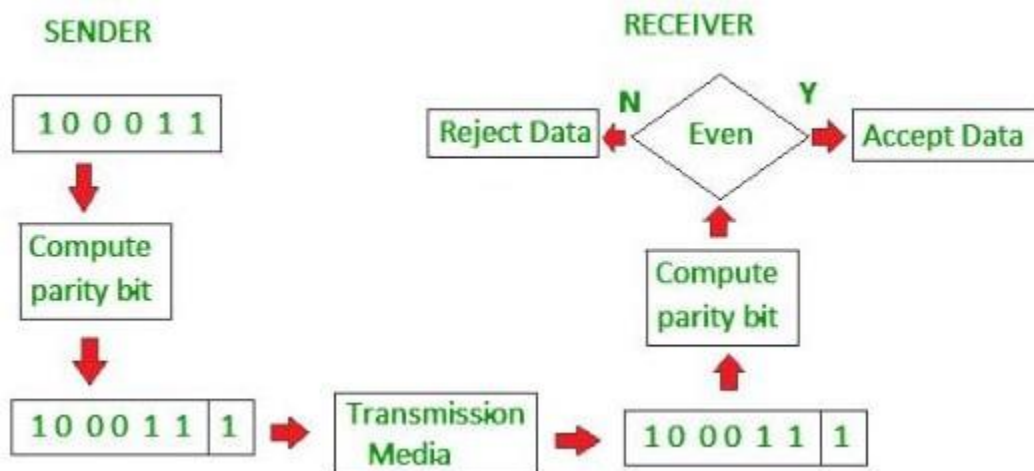 SENDER
RECEIVER
1 0 0 0 1 1
N
Y
Reject Data
Even
Accept Data
Compute
parity bit
Compute
parity bit
1 0 0 0 1 1 1
Transmission
Media
1 0 0 0 1 1 1